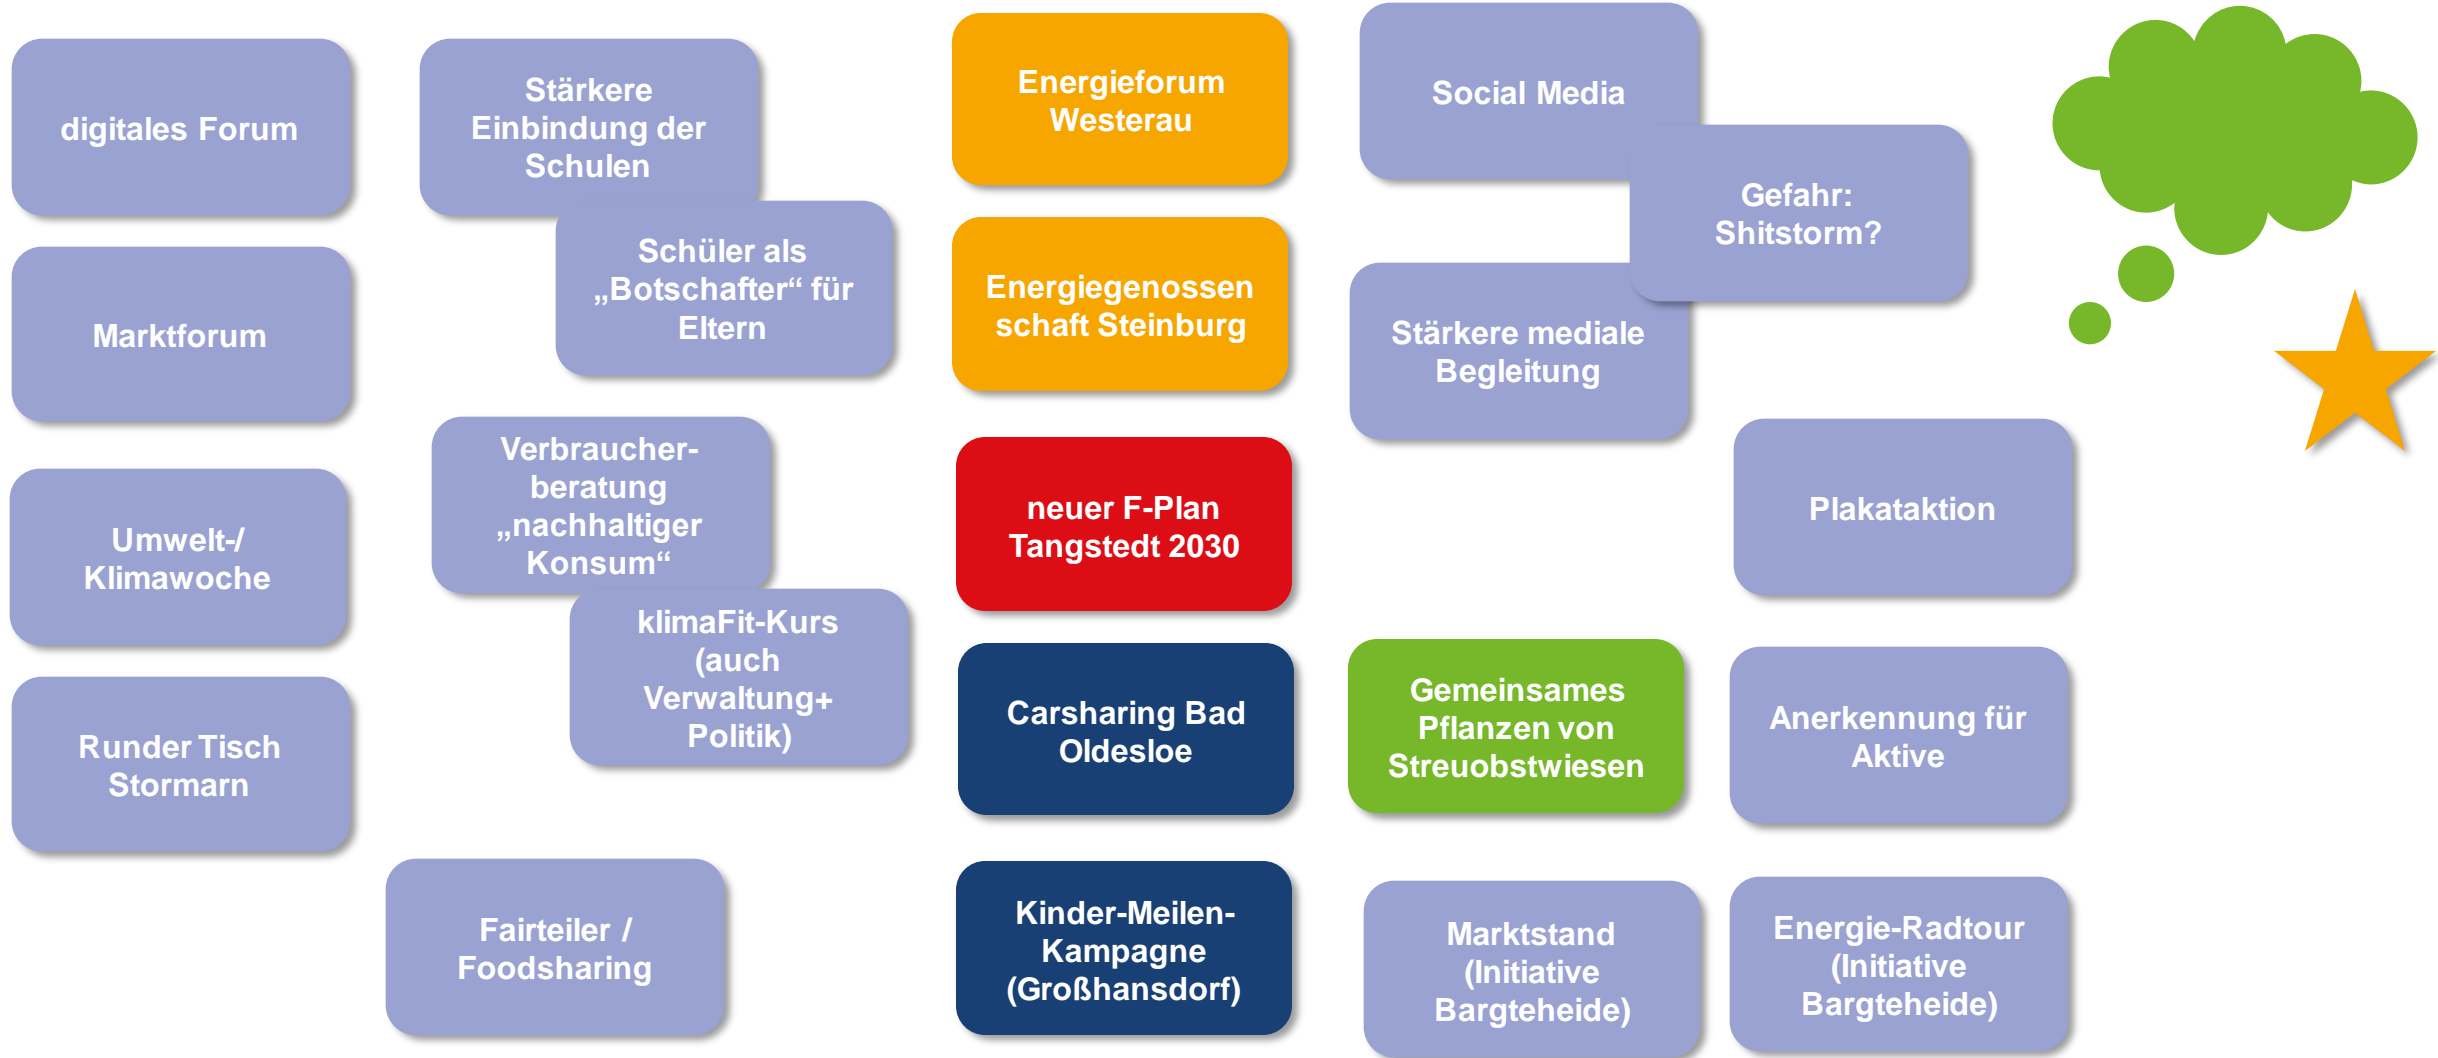 digitales Forum
Marktforum
Umwelt-/
Klimawoche
Runder Tisch
Stormarn
Stärkere
Einbindung der
Schulen
Schüler als
„Botschafter“ für
Eltern
Verbraucher-
beratung
„nachhaltiger
Konsum“
klimaFit-Kurs
(auch
Verwaltung+
Politik)
Fairteiler /
Foodsharing
Energieforum
Westerau
Energiegenossen
schaft Steinburg
neuer F-Plan
Tangstedt 2030
Carsharing Bad
Oldesloe
Kinder-Meilen-
Kampagne
(Großhansdorf)
Social Media
Gefahr:
Shitstorm?
Stärkere mediale
Begleitung
Plakataktion
Gemeinsames
Pflanzen von
Streuobstwiesen
Anerkennung für
Aktive
Marktstand
(Initiative
Bargteheide)
Energie-Radtour
(Initiative
Bargteheide)